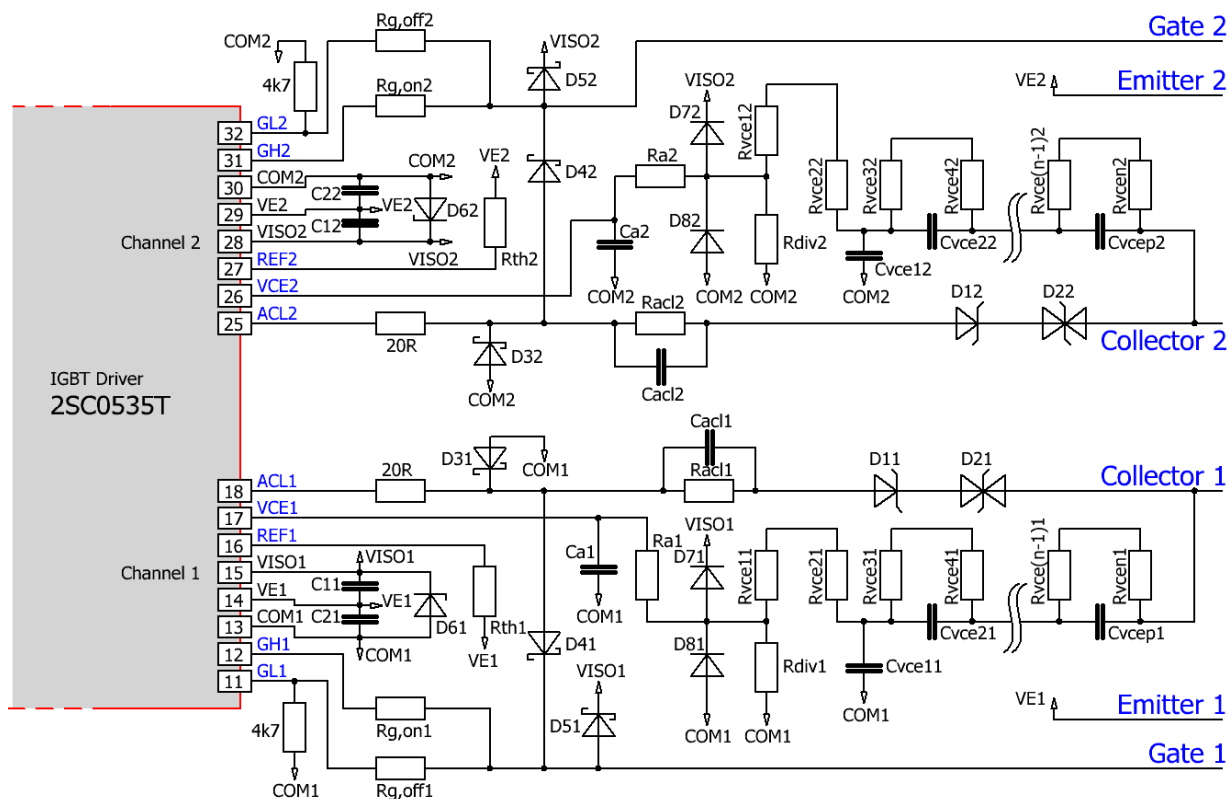 Rg,off2
Gate 2
COM2
VISO2
4k7
D52
VISO2
VE2
Emitter 2
Rg,on2
D72
Rvce12
32
GL2
31
GH2
30
COM2
COM2
VE2
D42
Ra2
Rvce22
Rvce32
Rvce42
Rvce(n-1)2
Rvcen2
29
VE2
C22
VE2
D62
28
VISO2
C12
Channel 2
VISO2
Rth2
Ca2
D82
Rdiv2
Cvce22
Cvcep2
27
REF2
Cvce12
26
VCE2
COM2
COM2
COM2
COM2
25
ACL2
Racl2
D12
D22
20R
D32
Collector 2
IGBT Driver
2SC0535T
COM2
Cacl2
Cacl1
D31
COM1
20R
Racl1
D11
D21
Collector 1
18
ACL1
17
VCE1
16
REF1
VISO1
Ra1
D71
Rvce11
Rvce21
Rvce31
Rvce41
Rvce(n-1)1
Rvcen1
15
VISO1
VISO1
Ca1
Channel 1
C11
14
VE1
VE1
COM1
13
COM1
C21
D61
Rth1
D41
D81
Rdiv1
Cvce21
Cvcep1
12
GH1
COM1
VE1
Cvce11
11
GL1
VISO1
4k7
Rg,on1
D51
COM1
COM1
COM1
VE1
Emitter 1
COM1
Rg,off1
Gate 1